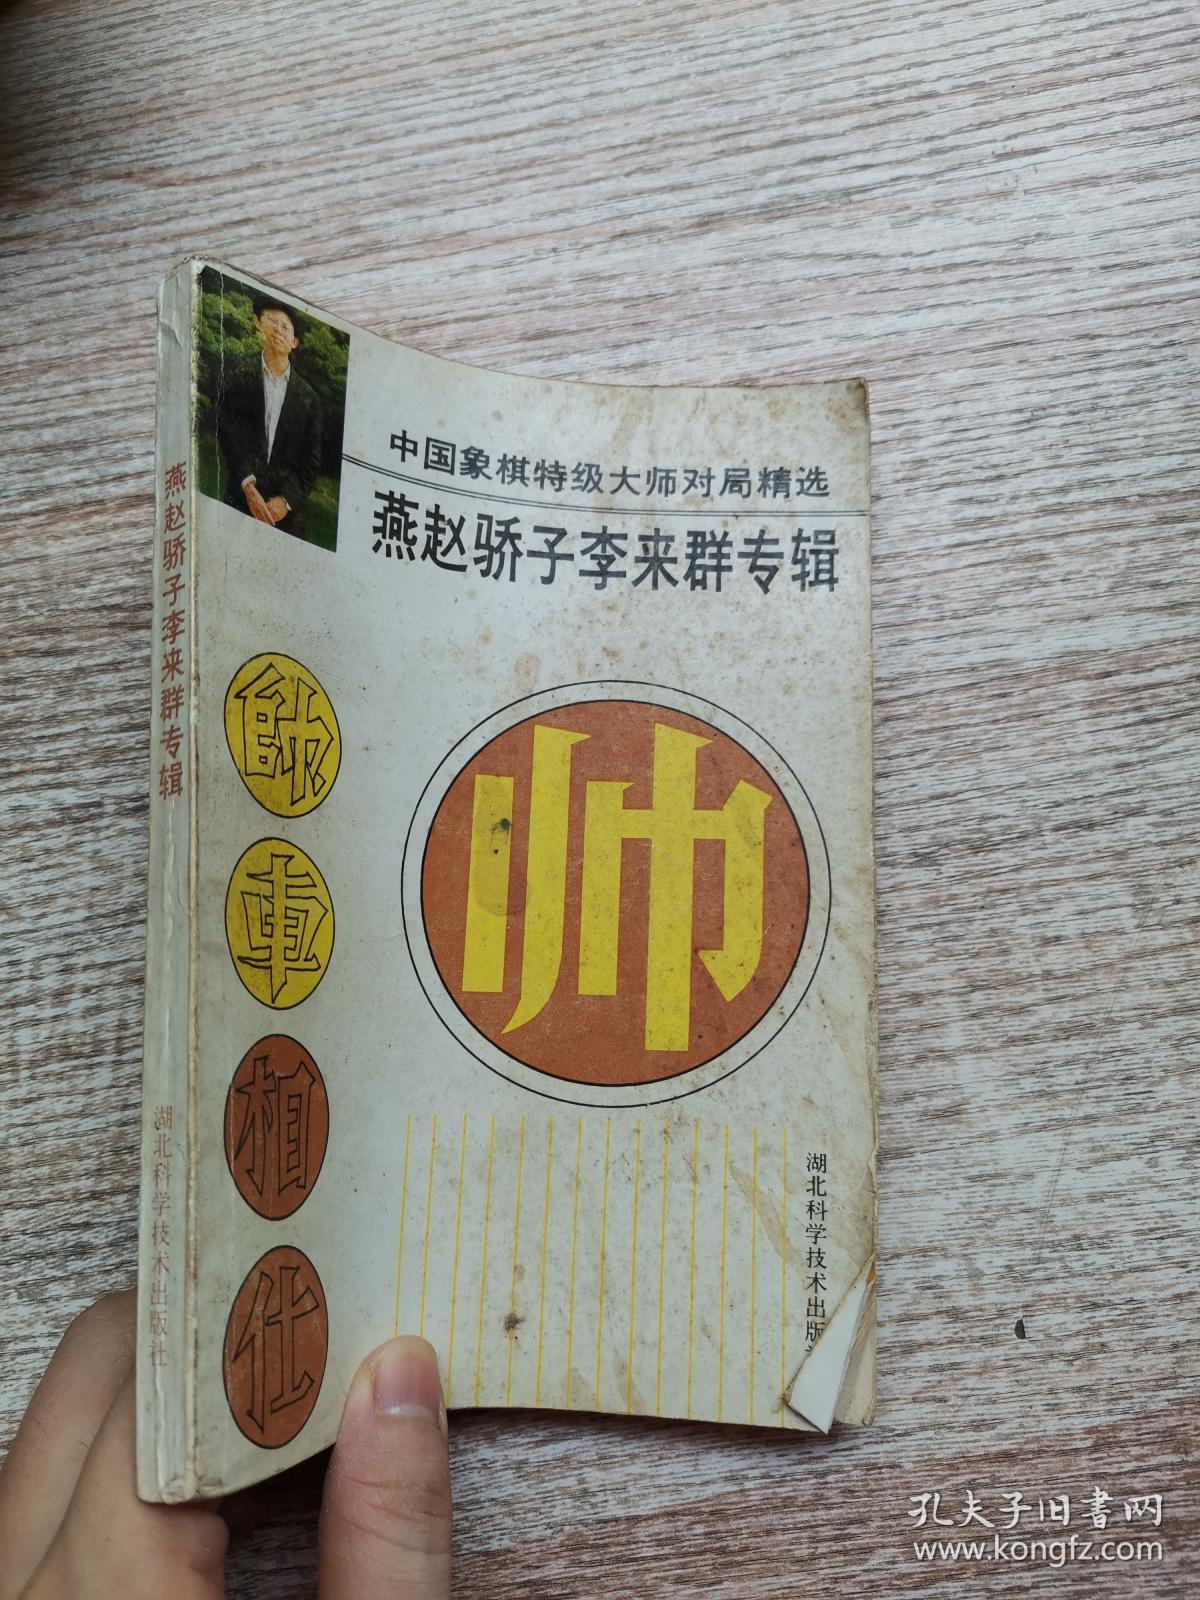 中国象棋特级大师对局精选
燕赵骄子李来群专辑
燕赵骄子李来群专辑
湖北科学技术出版社
帥
車
相
仕
帅
湖北科学技术出版
孔夫子旧书网
www.kongfz.com